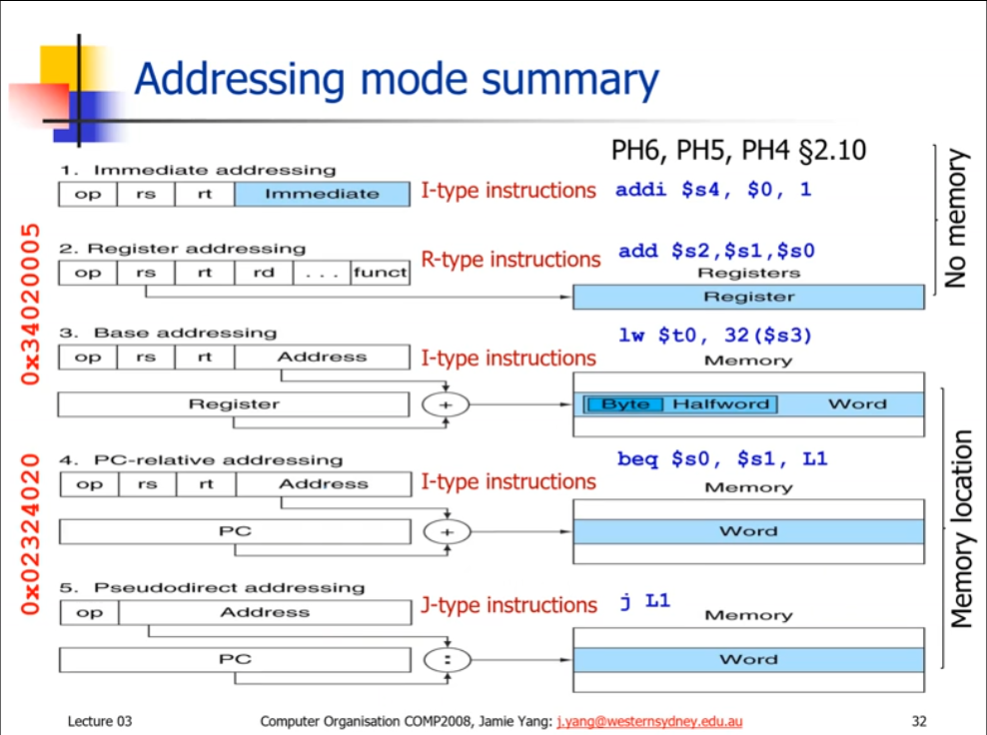 Addressing mode summary
PH6, PH5, PH4 §2.10
1. Immediate addressing
op rs rt Immediate
I-type instructions addi $s4, $0, 1
2. Register addressing
op rs rt rd . . . funct
R-type instructions add $s2,$s1,$s0
Registers
Register
No memory
0x34020005
3. Base addressing
op rs rt Address
I-type instructions lw $t0, 32($s3)
Memory
Register
+
Byte Halfword Word
4. PC-relative addressing
op rs rt Address
I-type instructions beq $s0, $s1, L1
Memory
PC
+
Word
0x02324020
5. Pseudodirect addressing
op Address
J-type instructions j L1
Memory
PC
:
Word
Memory location
Lecture 03
Computer Organisation COMP2008, Jamie Yang: j.yang@westernsydney.edu.au
32